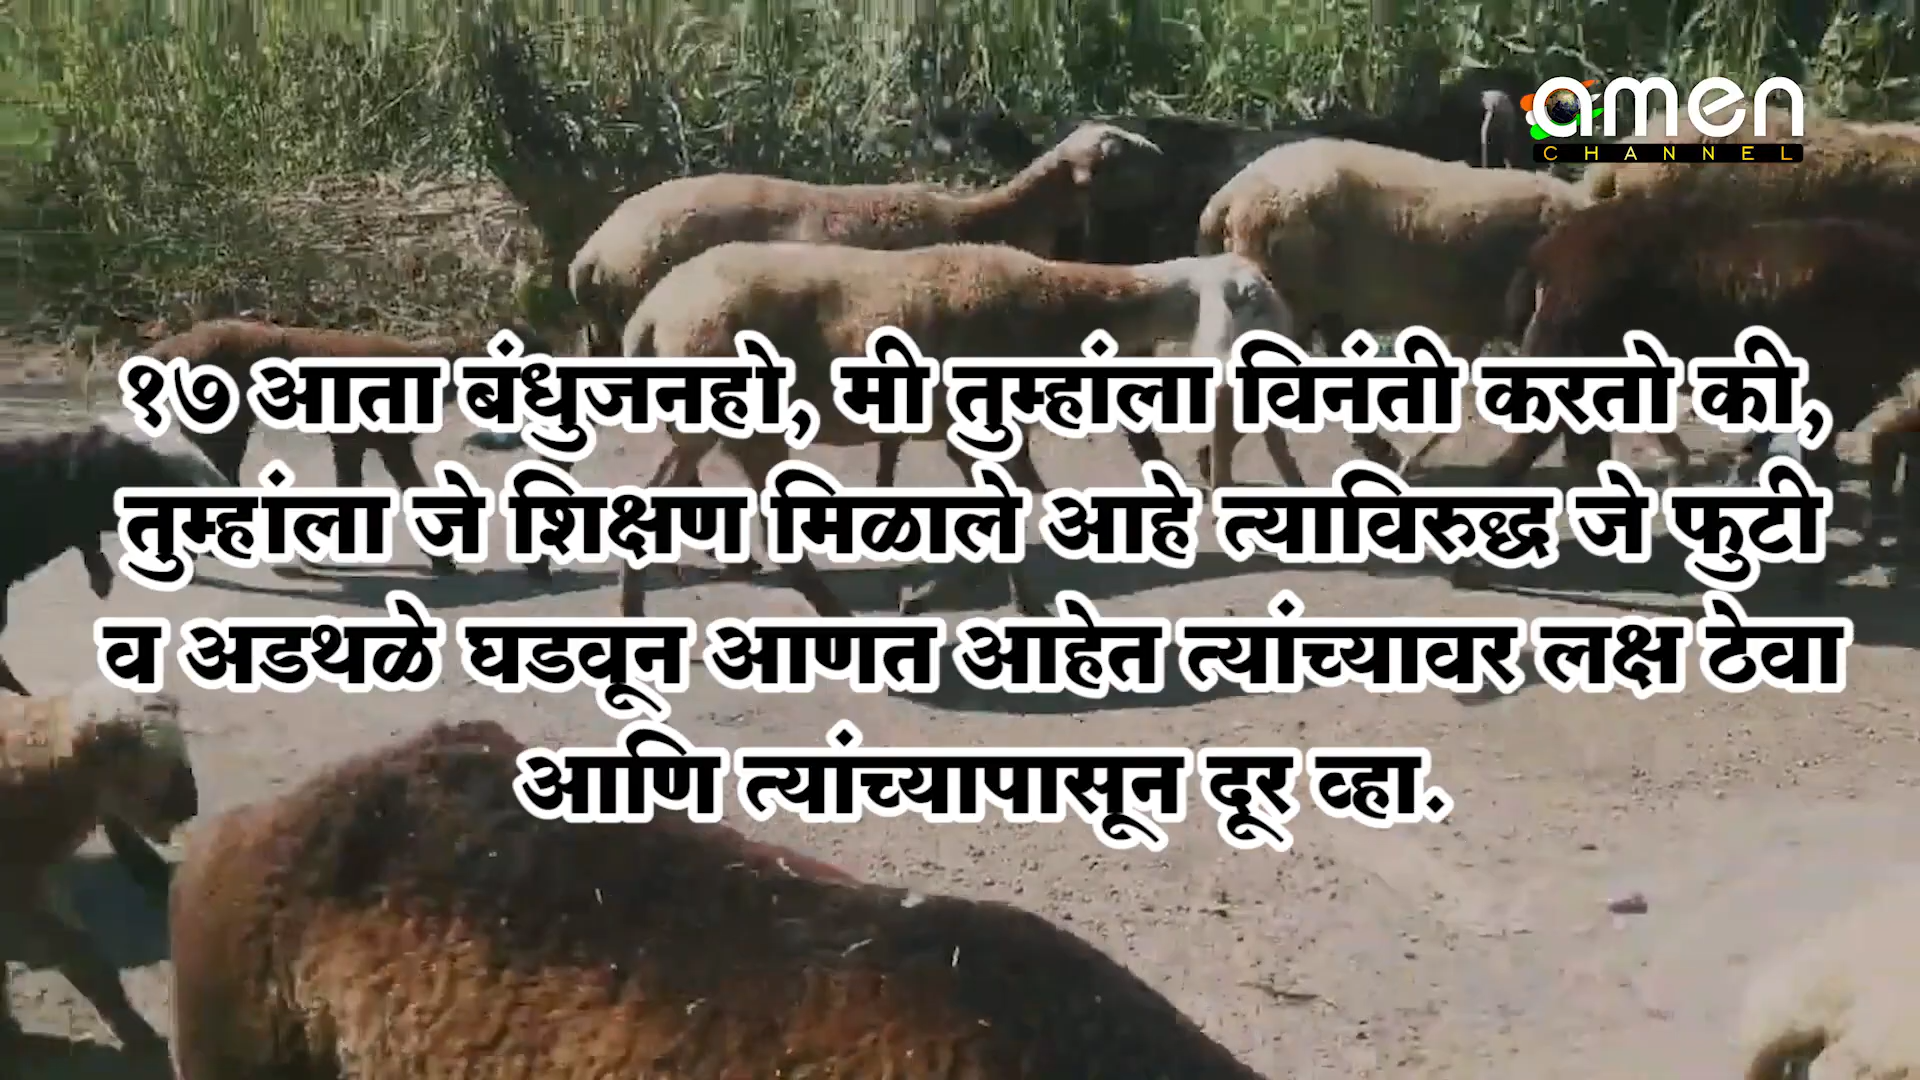 amen
CHANNEL
१७ आता बंधुजनहो, मी तुम्हांला विनंती करतो की,
तुम्हांला जे शिक्षण मिळाले आहे त्याविरुद्ध जे फुटी
व अडथळे घडवून आणत आहेत त्यांच्यावर लक्ष ठेवा
आणि त्यांच्यापासून दूर व्हा.